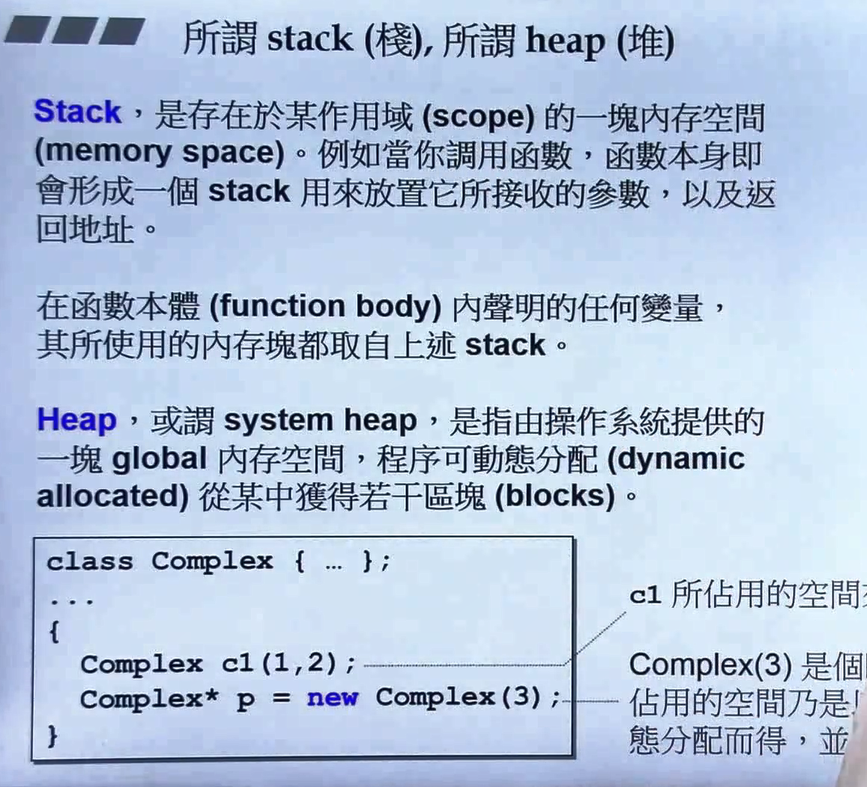 所謂 stack (棧), 所謂 heap (堆)
Stack，是存在於某作用域 (scope) 的一塊內存空間
(memory space)。例如當你調用函數，函數本身即
會形成一個 stack 用來放置它所接收的參數，以及返
回地址。
在函數本體 (function body) 內聲明的任何變量，
其所使用的內存塊都取自上述 stack。
Heap，或謂 system heap，是指由操作系統提供的
一塊 global 內存空間，程序可動態分配 (dynamic
allocated) 從某中獲得若干區塊 (blocks)。
class Complex { … };
...
{
Complex c1(1,2);
Complex* p = new Complex(3);
}
c1 所佔用的空間
Complex(3) 是個
佔用的空間乃是
態分配而得，並